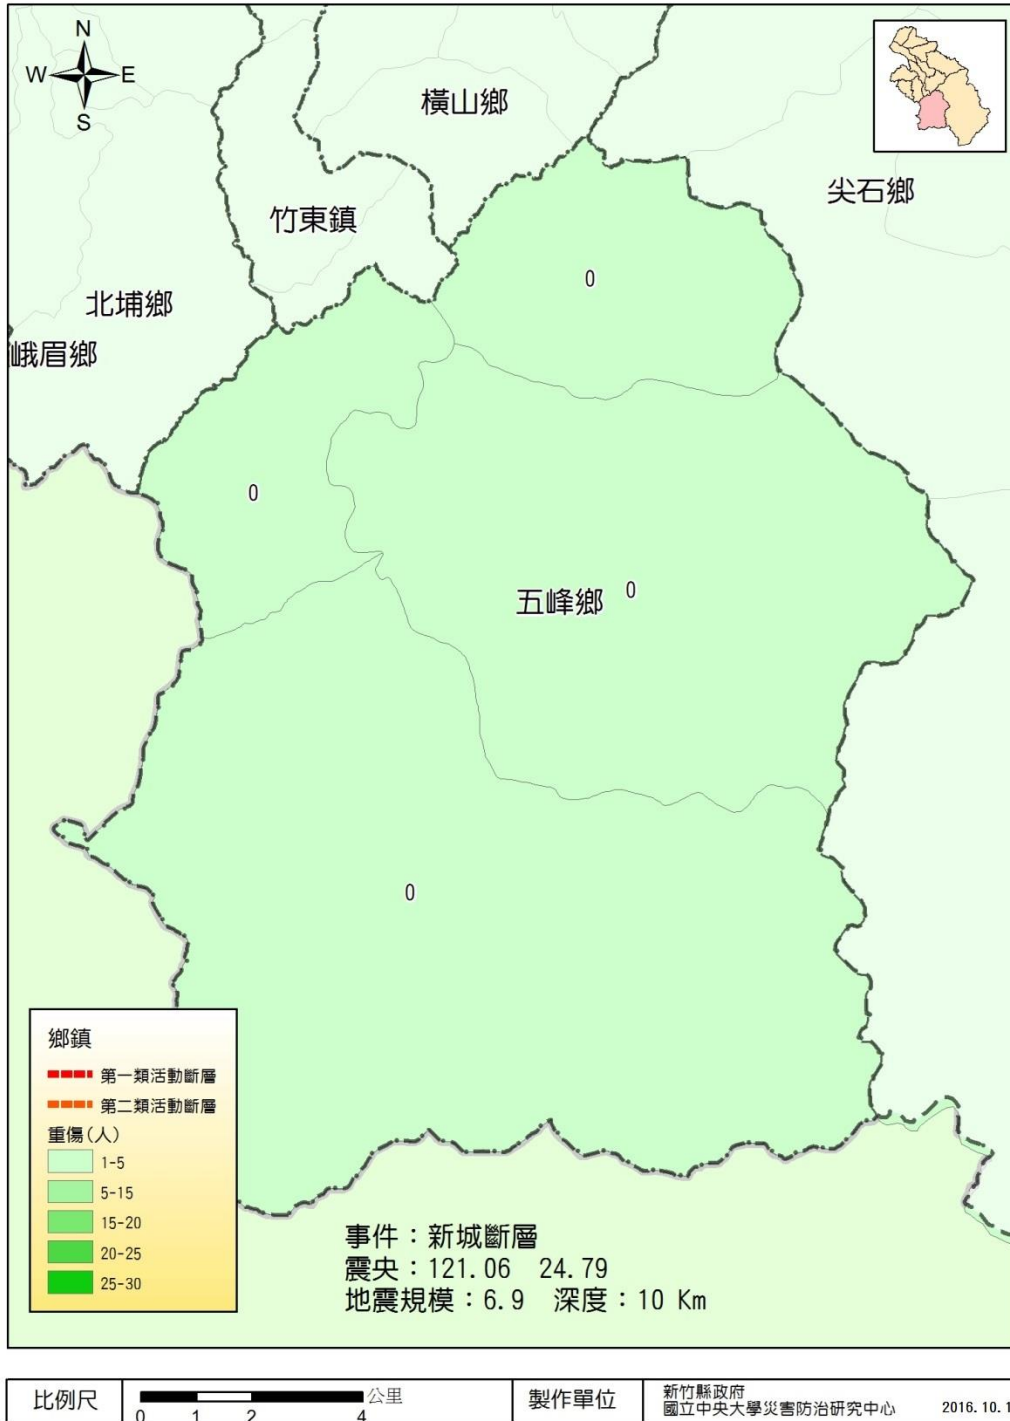 N
W E
S
橫山鄉
尖石鄉
竹東鎮
北埔鄉
峨眉鄉
0
0
五峰鄉 0
0
鄉鎮
第一類活動斷層
第二類活動斷層
重傷(人)
1-5
5-15
15-20
20-25
25-30
事件：新城斷層
震央：121.06 24.79
地震規模：6.9 深度：10 Km
比例尺
公里
0 1 2 4
製作單位
新竹縣政府
國立中央大學災害防治研究中心
2016.10.1